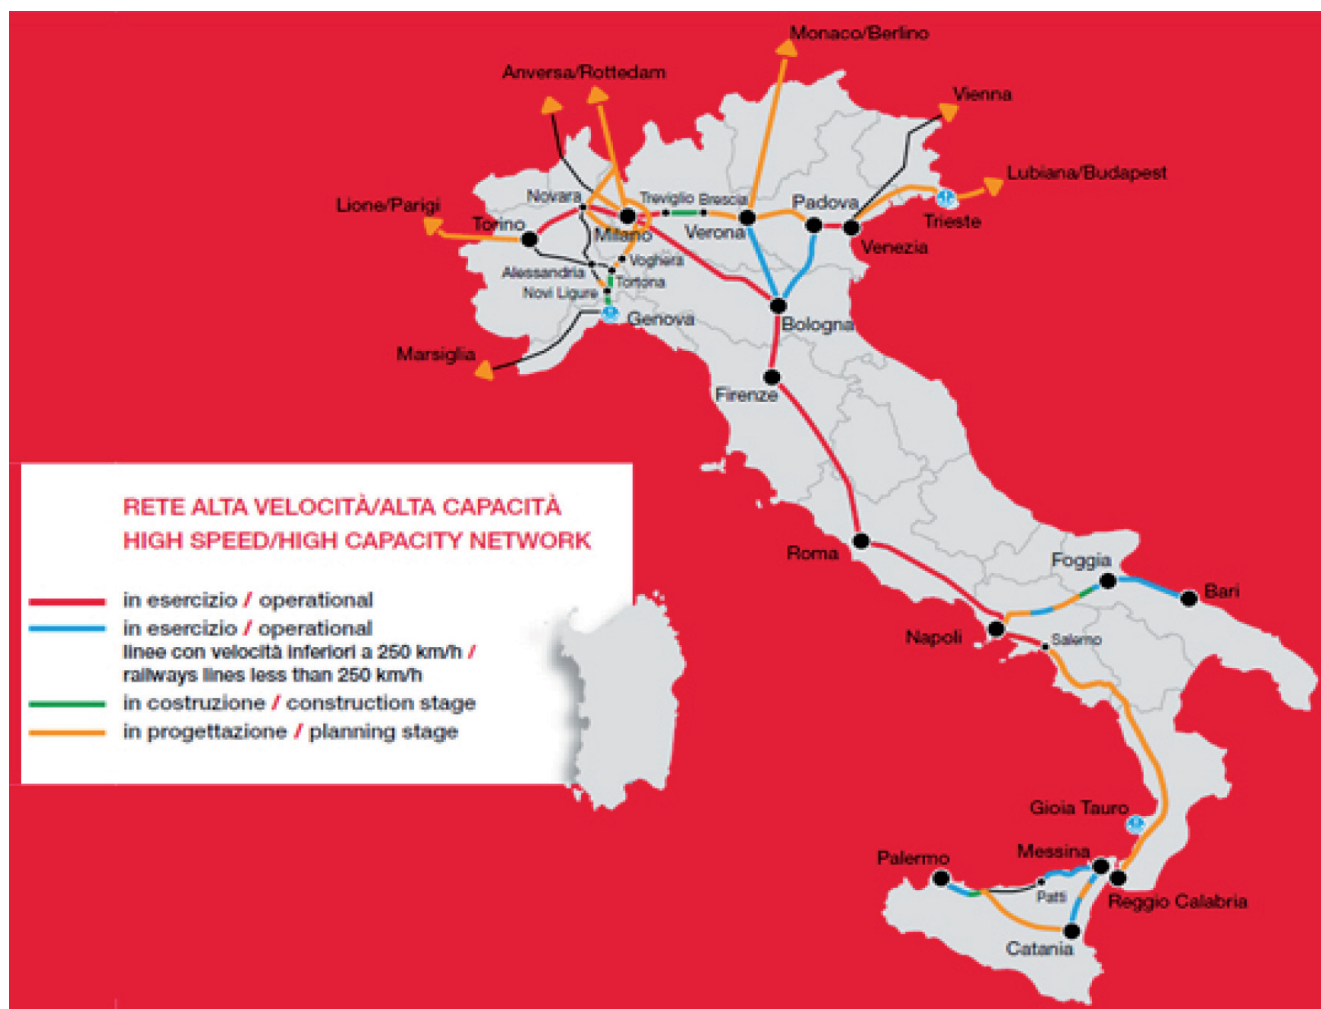 Monaco/Berlino
Anversa/Rottedam
Vienna
Lubiana/Budapest
Lione/Parigi
Novara
Treviglio
Brescia
Padova
Torino
Milano
Verona
Trieste
Venezia
Voghera
Alessandria
Tortona
Novi Ligure
Genova
Bologna
Marsiglia
Firenze
RETE ALTA VELOCITÀ/ALTA CAPACITÀ
HIGH SPEED/HIGH CAPACITY NETWORK
in esercizio / operational
in esercizio / operational
linee con velocità inferiori a 250 km/h /
railways lines less than 250 km/h
in costruzione / construction stage
in progettazione / planning stage
Roma
Foggia
Bari
Napoli
Salerno
Gioia Tauro
Messina
Palermo
Patti
Reggio Calabria
Catania